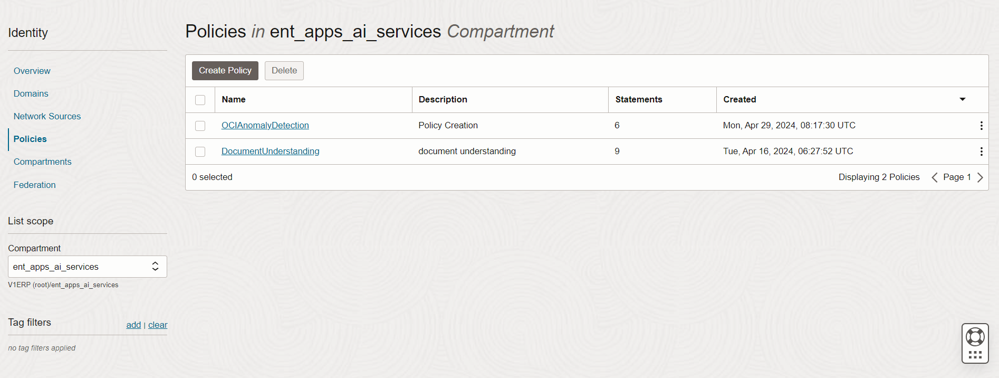 Identity
Overview
Domains
Network Sources
Policies
Compartments
Federation
List scope
Compartment
ent_apps_ai_services
V1ERP (root)/ent_apps_ai_services
Tag filters
add | clear
no tag filters applied
Policies in ent_apps_ai_services Compartment
Create Policy Delete
Name Description Statements Created
OCIAnomalyDetection Policy Creation 6 Mon, Apr 29, 2024, 08:17:30 UTC
DocumentUnderstanding document understanding 9 Tue, Apr 16, 2024, 06:27:52 UTC
0 selected Displaying 2 Policies Page 1